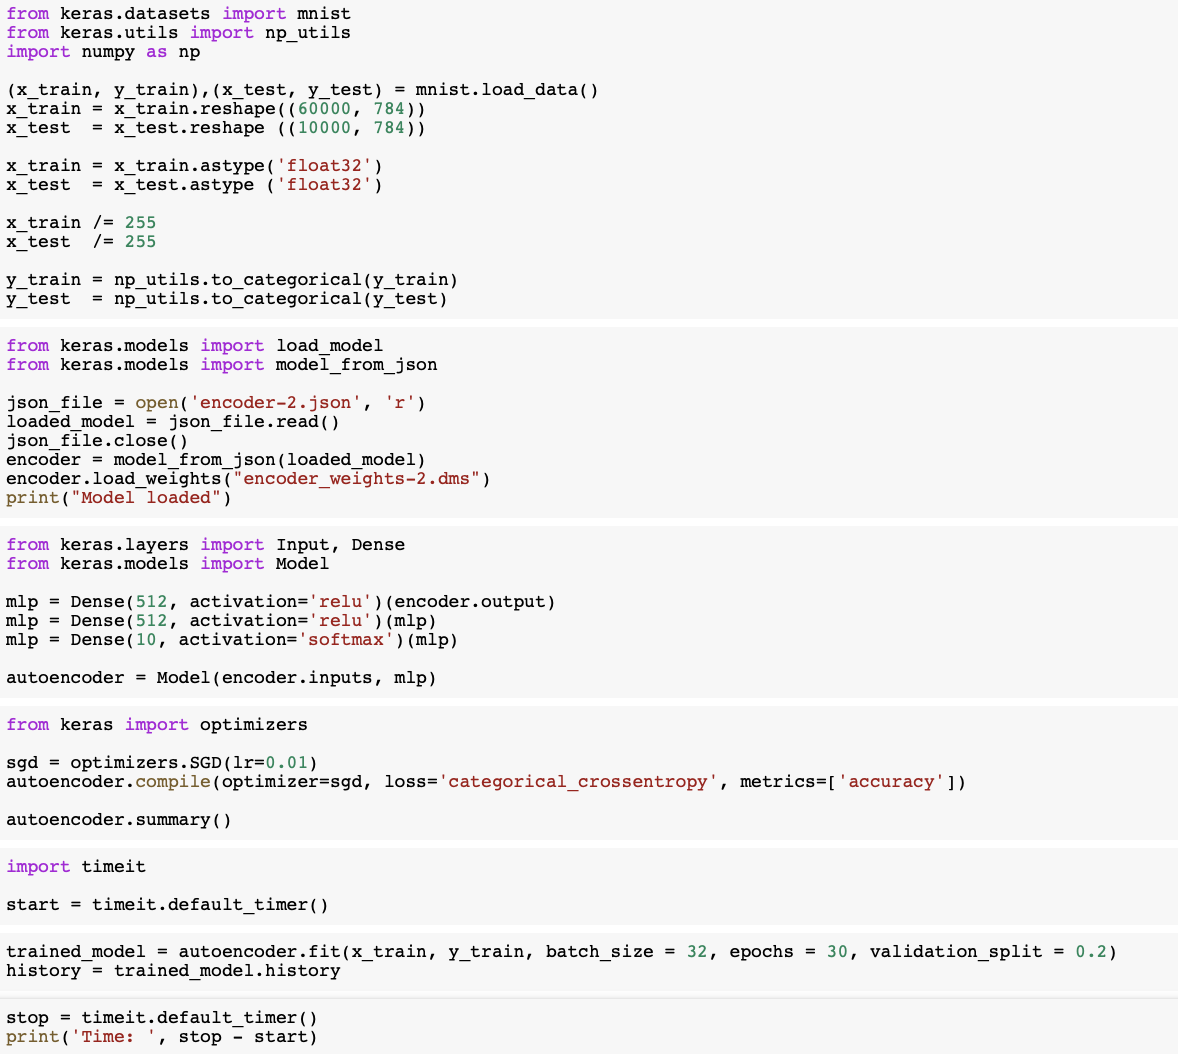 from keras.datasets import mnist
from keras.utils import np_utils
import numpy as np
(x_train, y_train),(x_test, y_test) = mnist.load_data()
x_train = x_train.reshape((60000, 784))
x_test  = x_test.reshape ((10000, 784))
x_train = x_train.astype('float32')
x_test  = x_test.astype ('float32')
x_train /= 255
x_test  /= 255
y_train = np_utils.to_categorical(y_train)
y_test  = np_utils.to_categorical(y_test)
from keras.models import load_model
from keras.models import model_from_json
json_file = open('encoder-2.json', 'r')
loaded_model = json_file.read()
json_file.close()
encoder = model_from_json(loaded_model)
encoder.load_weights("encoder_weights-2.dms")
print("Model loaded")
from keras.layers import Input, Dense
from keras.models import Model
mlp = Dense(512, activation='relu')(encoder.output)
mlp = Dense(512, activation='relu')(mlp)
mlp = Dense(10, activation='softmax')(mlp)
autoencoder = Model(encoder.inputs, mlp)
from keras import optimizers
sgd = optimizers.SGD(lr=0.01)
autoencoder.compile(optimizer=sgd, loss='categorical_crossentropy', metrics=['accuracy'])
autoencoder.summary()
import timeit
start = timeit.default_timer()
trained_model = autoencoder.fit(x_train, y_train, batch_size = 32, epochs = 30, validation_split = 0.2)
history = trained_model.history
stop = timeit.default_timer()
print('Time: ', stop - start)